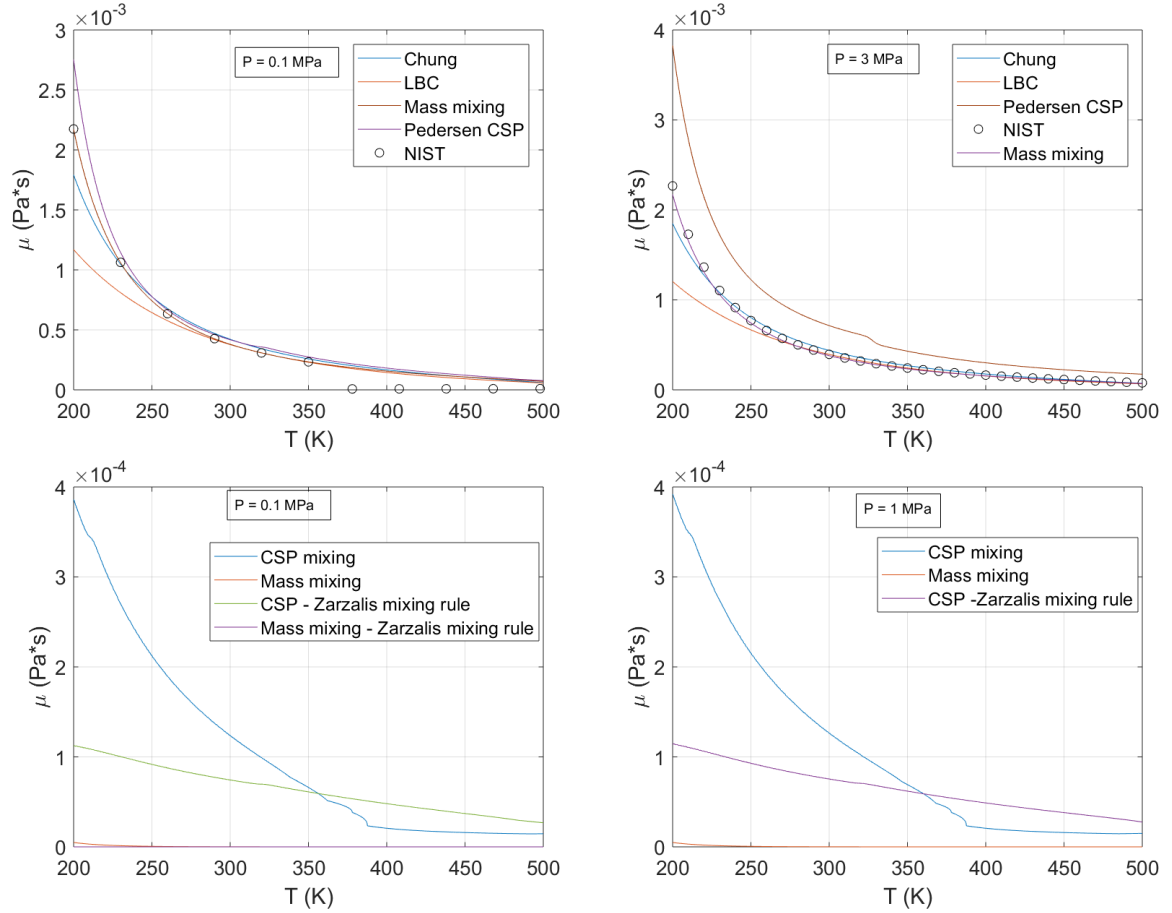 ×10-3
3
2.5
2
1.5
1
0.5
0
μ (Pa*s)
P = 0.1 MPa
Chung
LBC
Mass mixing
Pedersen CSP
NIST
200 250 300 350 400 450 500
T (K)
×10-3
4
3
2
1
0
μ (Pa*s)
P = 3 MPa
Chung
LBC
Pedersen CSP
NIST
Mass mixing
200 250 300 350 400 450 500
T (K)
×10-4
4
3
2
1
0
μ (Pa*s)
P = 0.1 MPa
CSP mixing
Mass mixing
CSP - Zarzalis mixing rule
Mass mixing - Zarzalis mixing rule
200 250 300 350 400 450 500
T (K)
×10-4
4
3
2
1
0
μ (Pa*s)
P = 1 MPa
CSP mixing
Mass mixing
CSP -Zarzalis mixing rule
200 250 300 350 400 450 500
T (K)